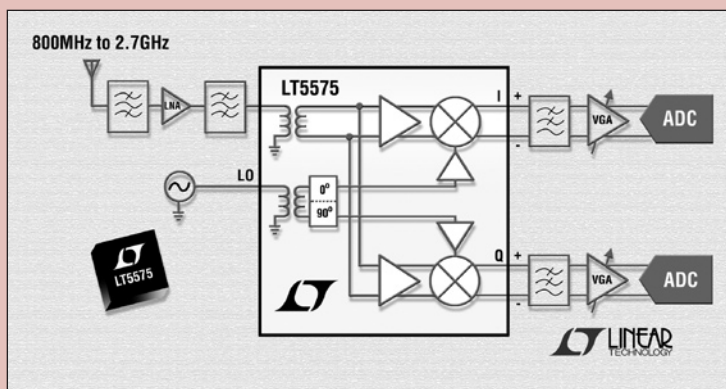 800MHz to 2.7GHz
LT5575
LNA
I
+
-
VGA
ADC
LO
0°
90°
LT5575
Q
+
-
VGA
ADC
LINEAR
TECHNOLOGY